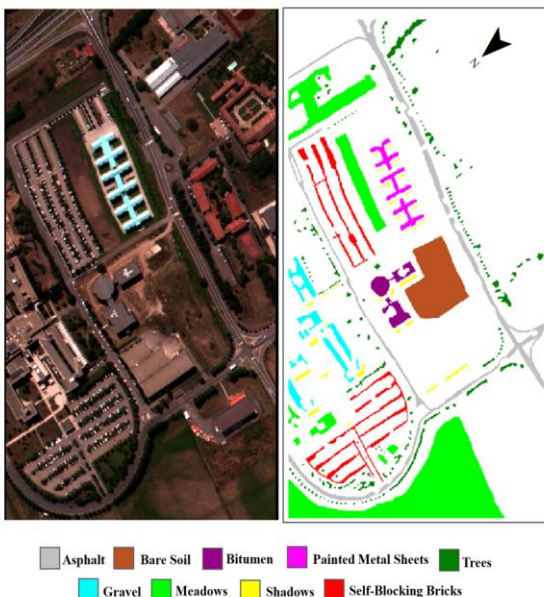 N
Asphalt Bare Soil Bitumen Painted Metal Sheets Trees
Gravel Meadows Shadows Self-Blocking Bricks